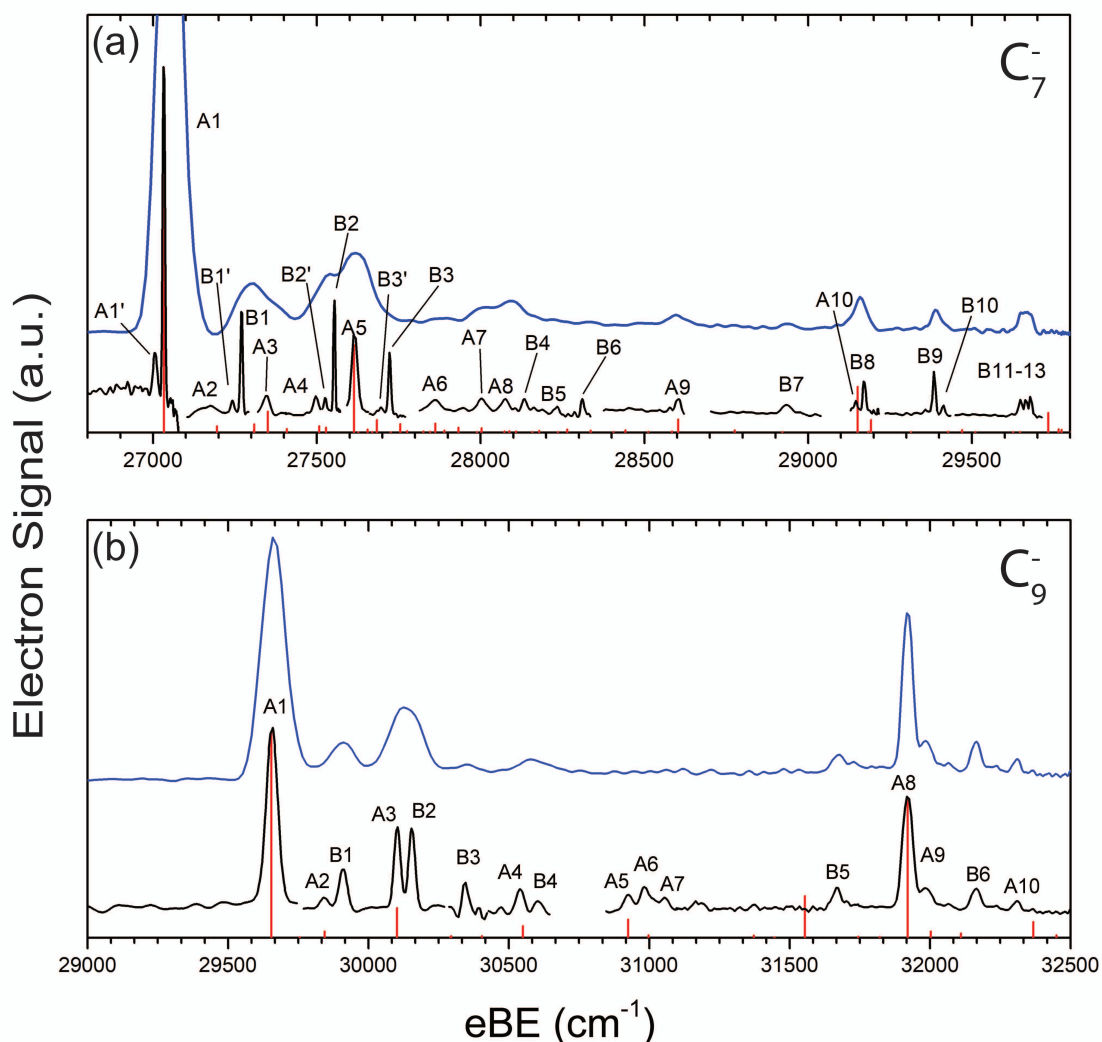 (a)
C₇⁻
A1
B2
B1'
B2'
B3'
B3
A1'
B1
A3
A5
A7
B4
A10
B10
A2
A4
A6
A8
B5
B6
A9
B7
B8
B9
B11-13
27000 27500 28000 28500 29000 29500
Electron Signal (a.u.)
(b)
C₉⁻
A1
A8
A3
B2
A2
B1
B3
A4
B4
A5
A6
A7
B5
A9
B6
A10
29000 29500 30000 30500 31000 31500 32000 32500
eBE (cm⁻¹)